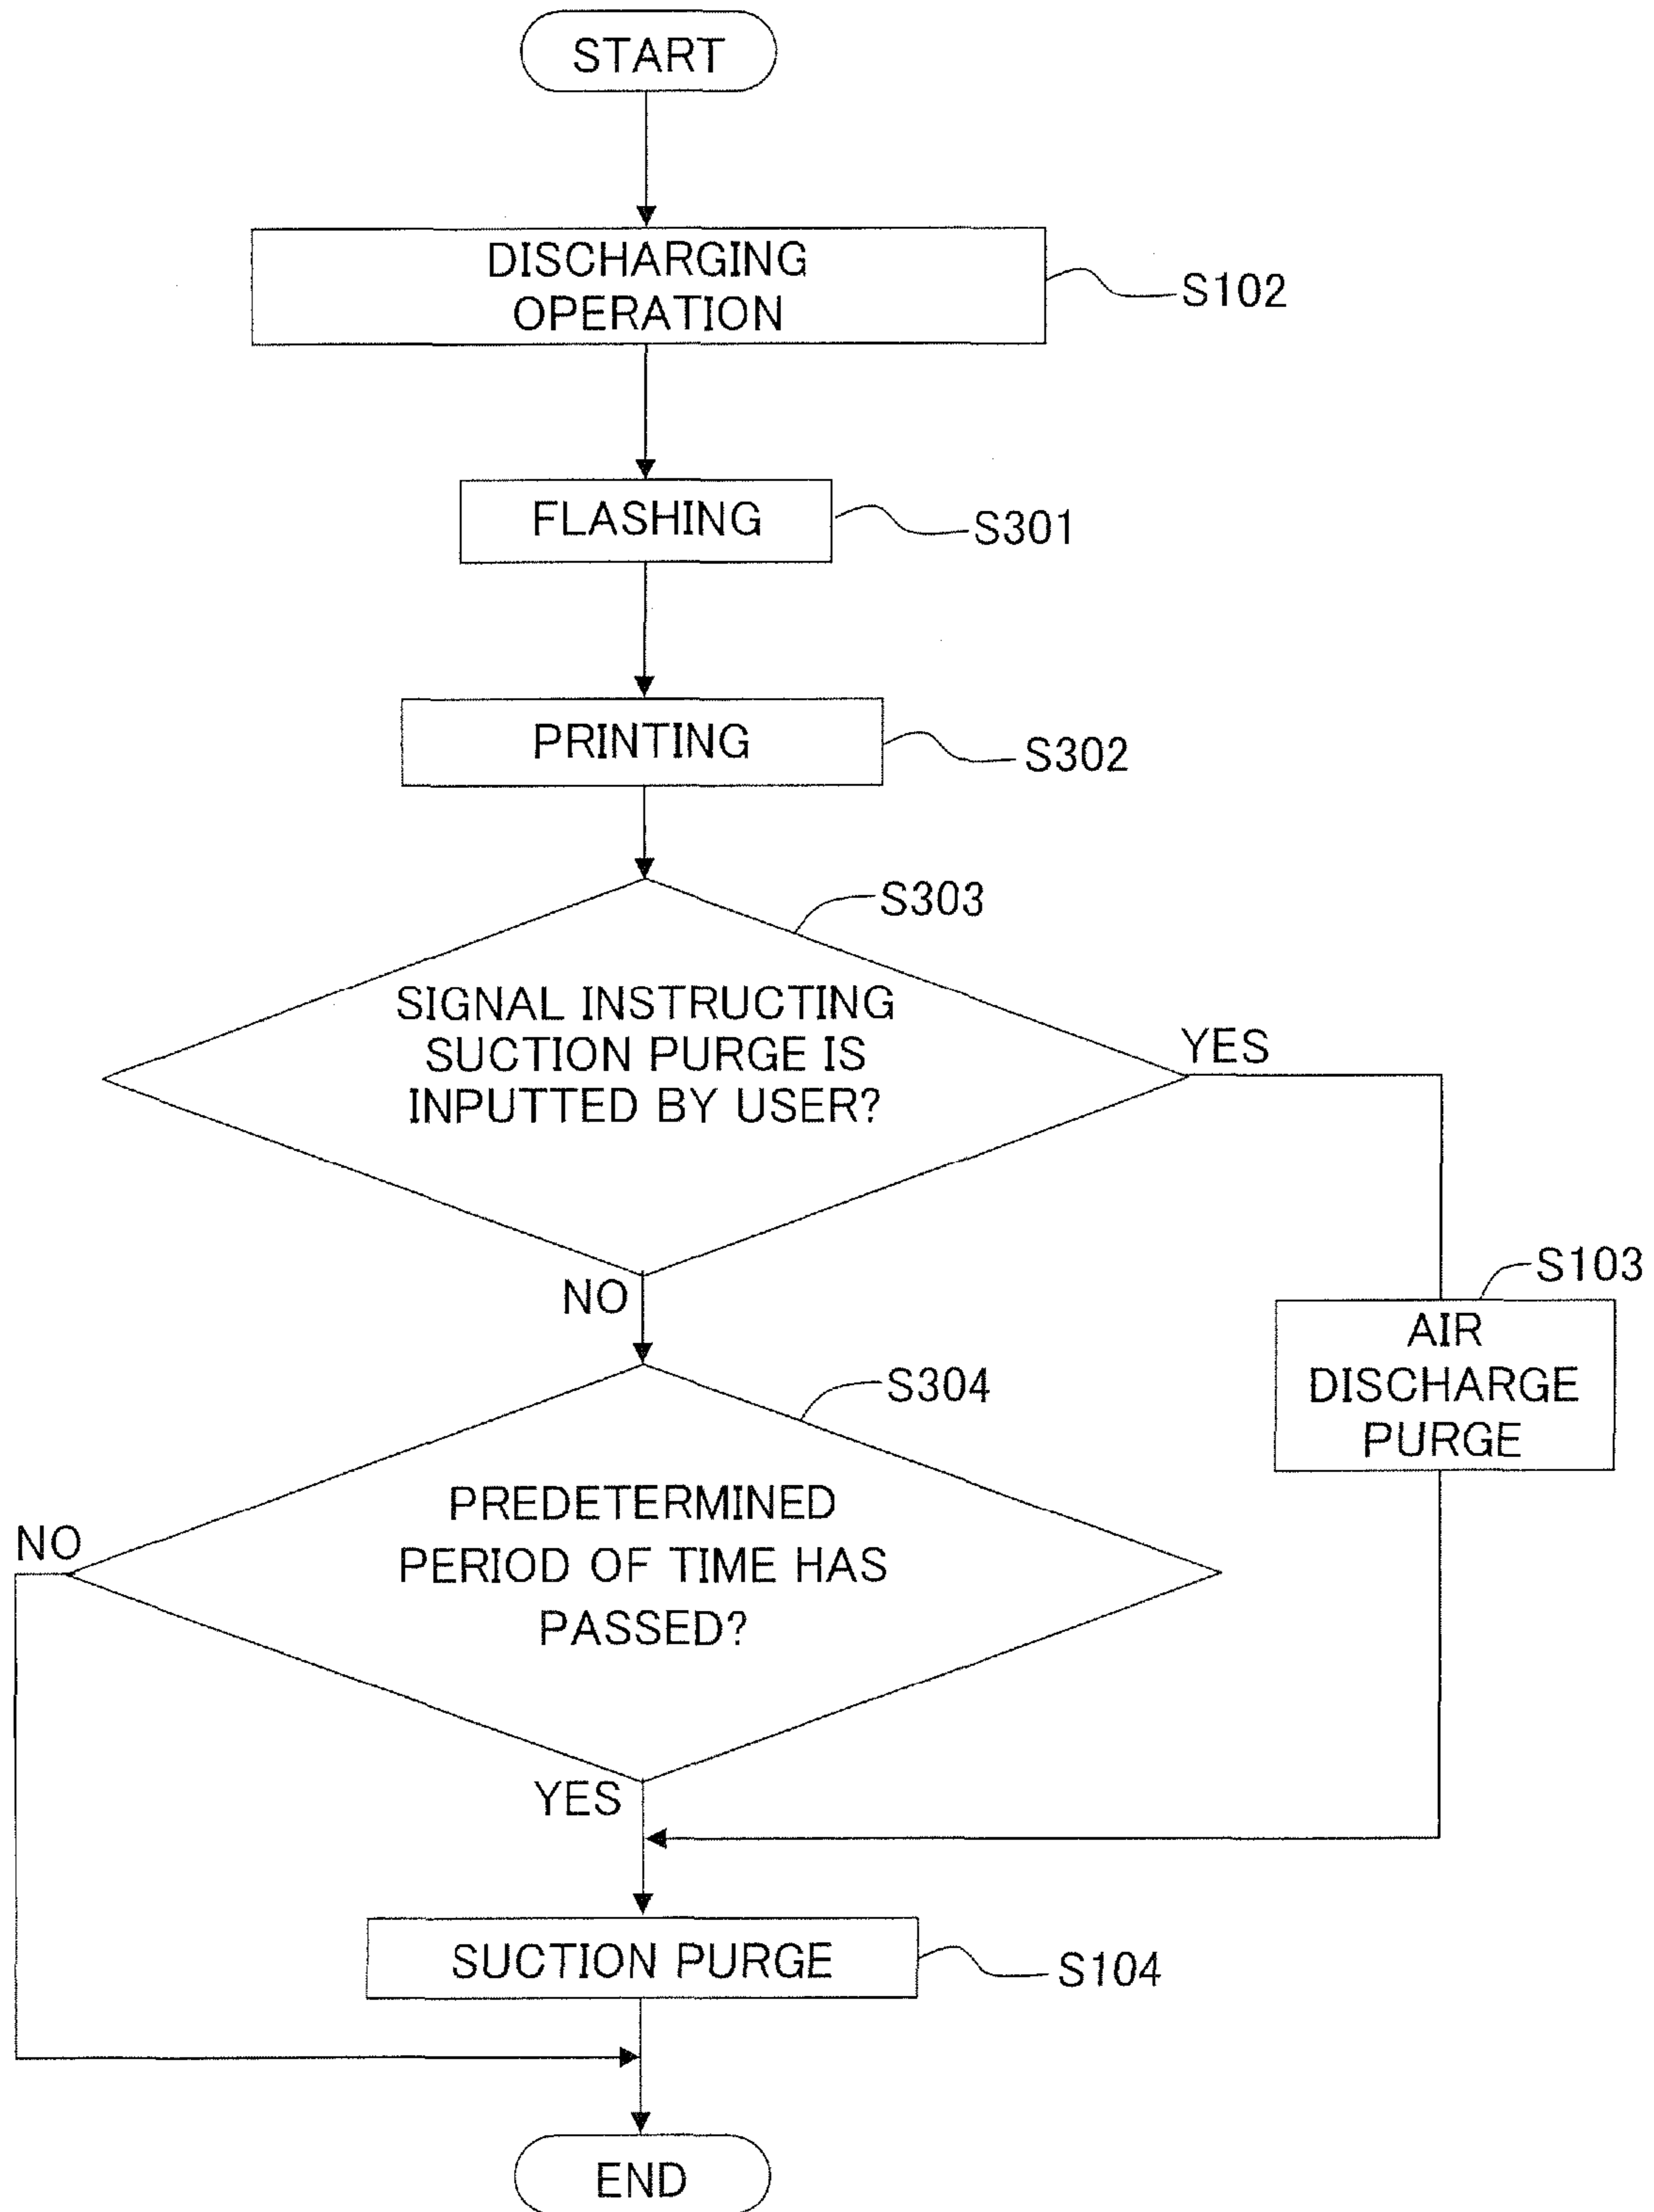 START
DISCHARGING
OPERATION
S102
FLASHING
S301
PRINTING
S302
S303
SIGNAL INSTRUCTING
SUCTION PURGE IS
INPUTTED BY USER?
YES
NO
S103
AIR
DISCHARGE
PURGE
S304
PREDETERMINED
PERIOD OF TIME HAS
PASSED?
NO
YES
SUCTION PURGE
S104
END